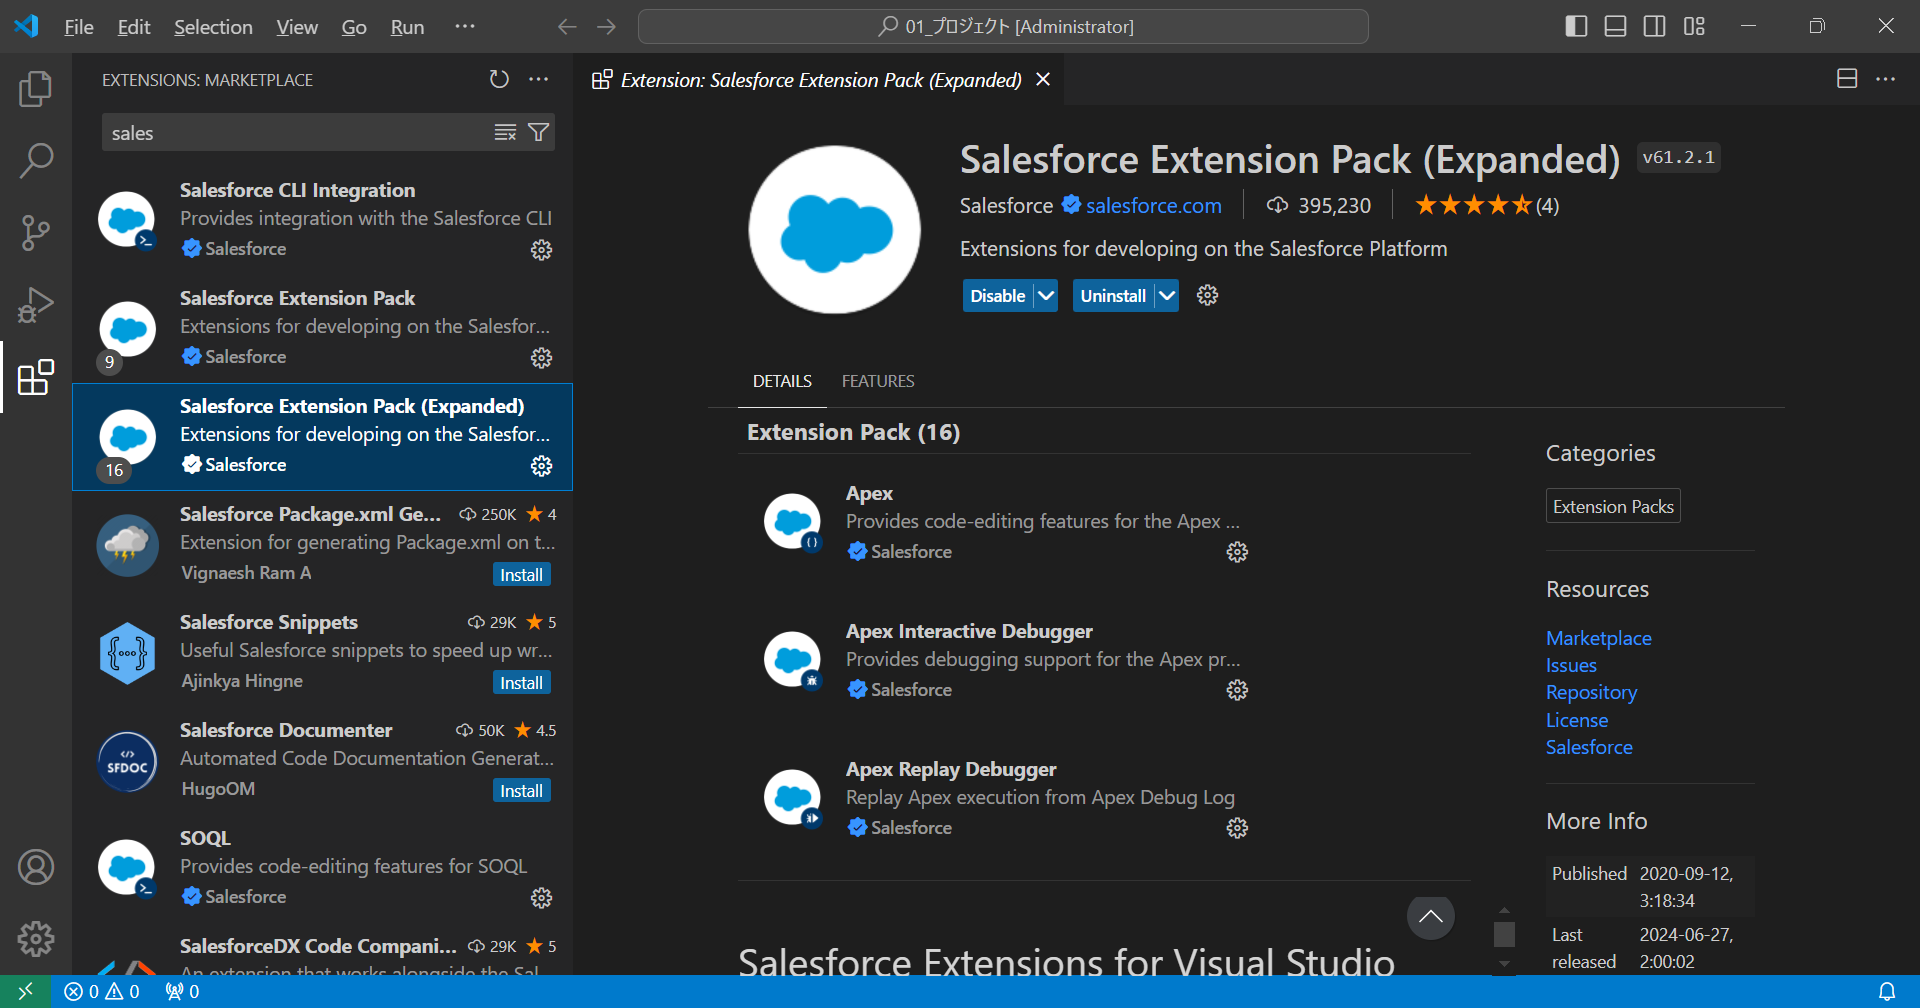 File Edit Selection View Go Run ···
01_プロジェクト [Administrator]
EXTENSIONS: MARKETPLACE
sales
Salesforce CLI Integration
Provides integration with the Salesforce CLI
Salesforce
Salesforce Extension Pack
Extensions for developing on the Salesfor...
Salesforce
9
Salesforce Extension Pack (Expanded)
Extensions for developing on the Salesfor...
Salesforce
16
Salesforce Package.xml Ge... 250K ★ 4
Extension for generating Package.xml on t...
Vignaesh Ram A Install
Salesforce Snippets 29K ★ 5
Useful Salesforce snippets to speed up wr...
Ajinkya Hingne Install
Salesforce Documenter 50K ★ 4.5
Automated Code Documentation Generat...
HugoOM Install
</>
SFDOC
SOQL
Provides code-editing features for SOQL
Salesforce
SalesforceDX Code Compani... 29K ★ 5
An extension that works alongside the Sal
Extension: Salesforce Extension Pack (Expanded)
Salesforce Extension Pack (Expanded) v61.2.1
Salesforce salesforce.com 395,230 (4)
Extensions for developing on the Salesforce Platform
Disable Uninstall
DETAILS FEATURES
Extension Pack (16)
Apex
Provides code-editing features for the Apex ...
Salesforce
Apex Interactive Debugger
Provides debugging support for the Apex pr...
Salesforce
Apex Replay Debugger
Replay Apex execution from Apex Debug Log
Salesforce
Salesforce Extensions for Visual Studio
Categories
Extension Packs
Resources
Marketplace
Issues
Repository
License
Salesforce
More Info
Published 2020-09-12,
3:18:34
Last 2024-06-27,
released 2:00:02
0 0 0